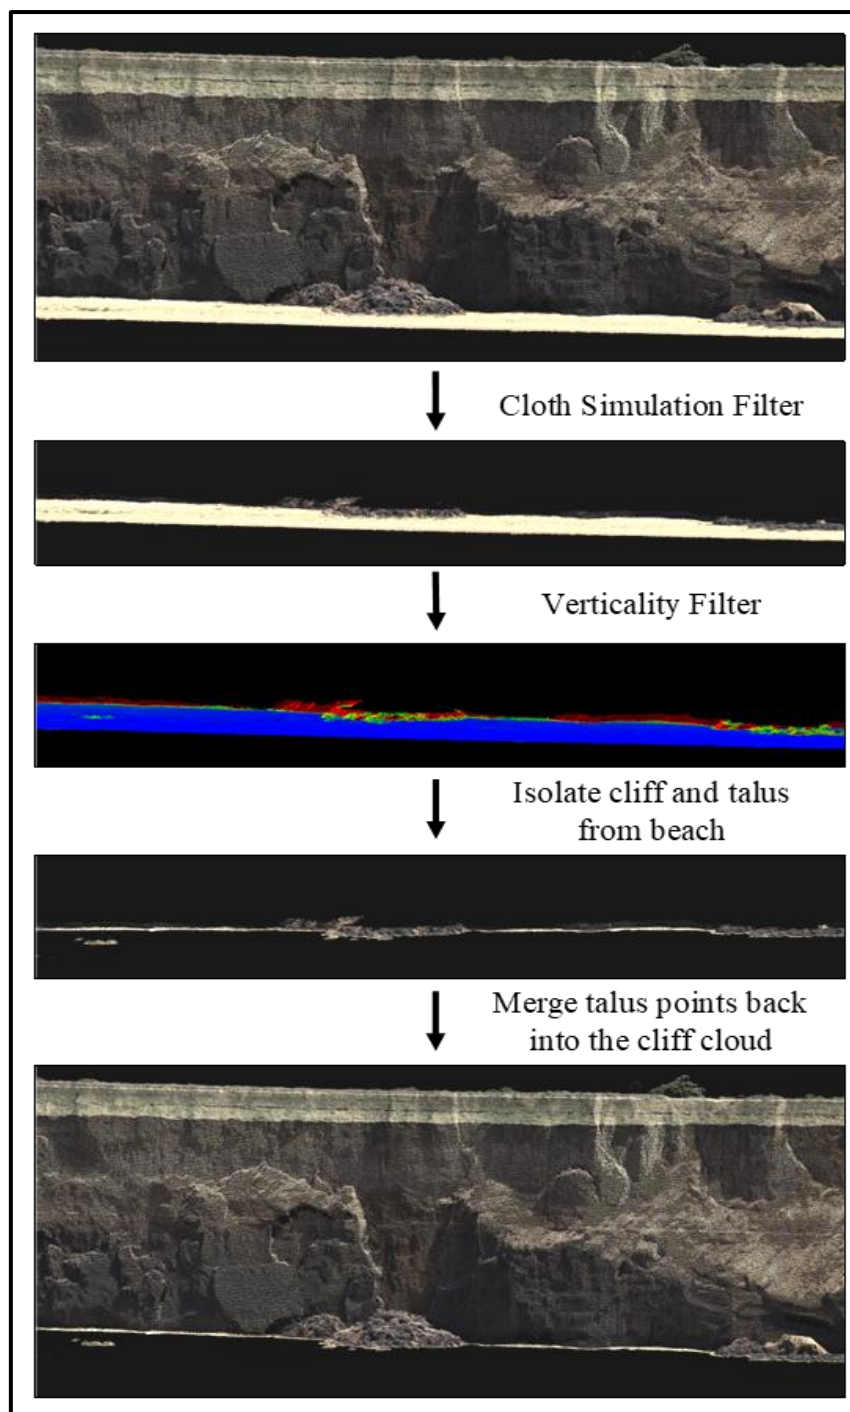 Cloth Simulation Filter
Verticality Filter
Isolate cliff and talus
from beach
Merge talus points back
into the cliff cloud